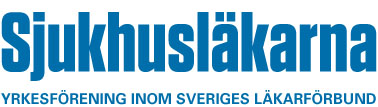 Sjukhusläkarna
YRKESFÖRENING INOM SVERIGES LÄKARFÖRBUND